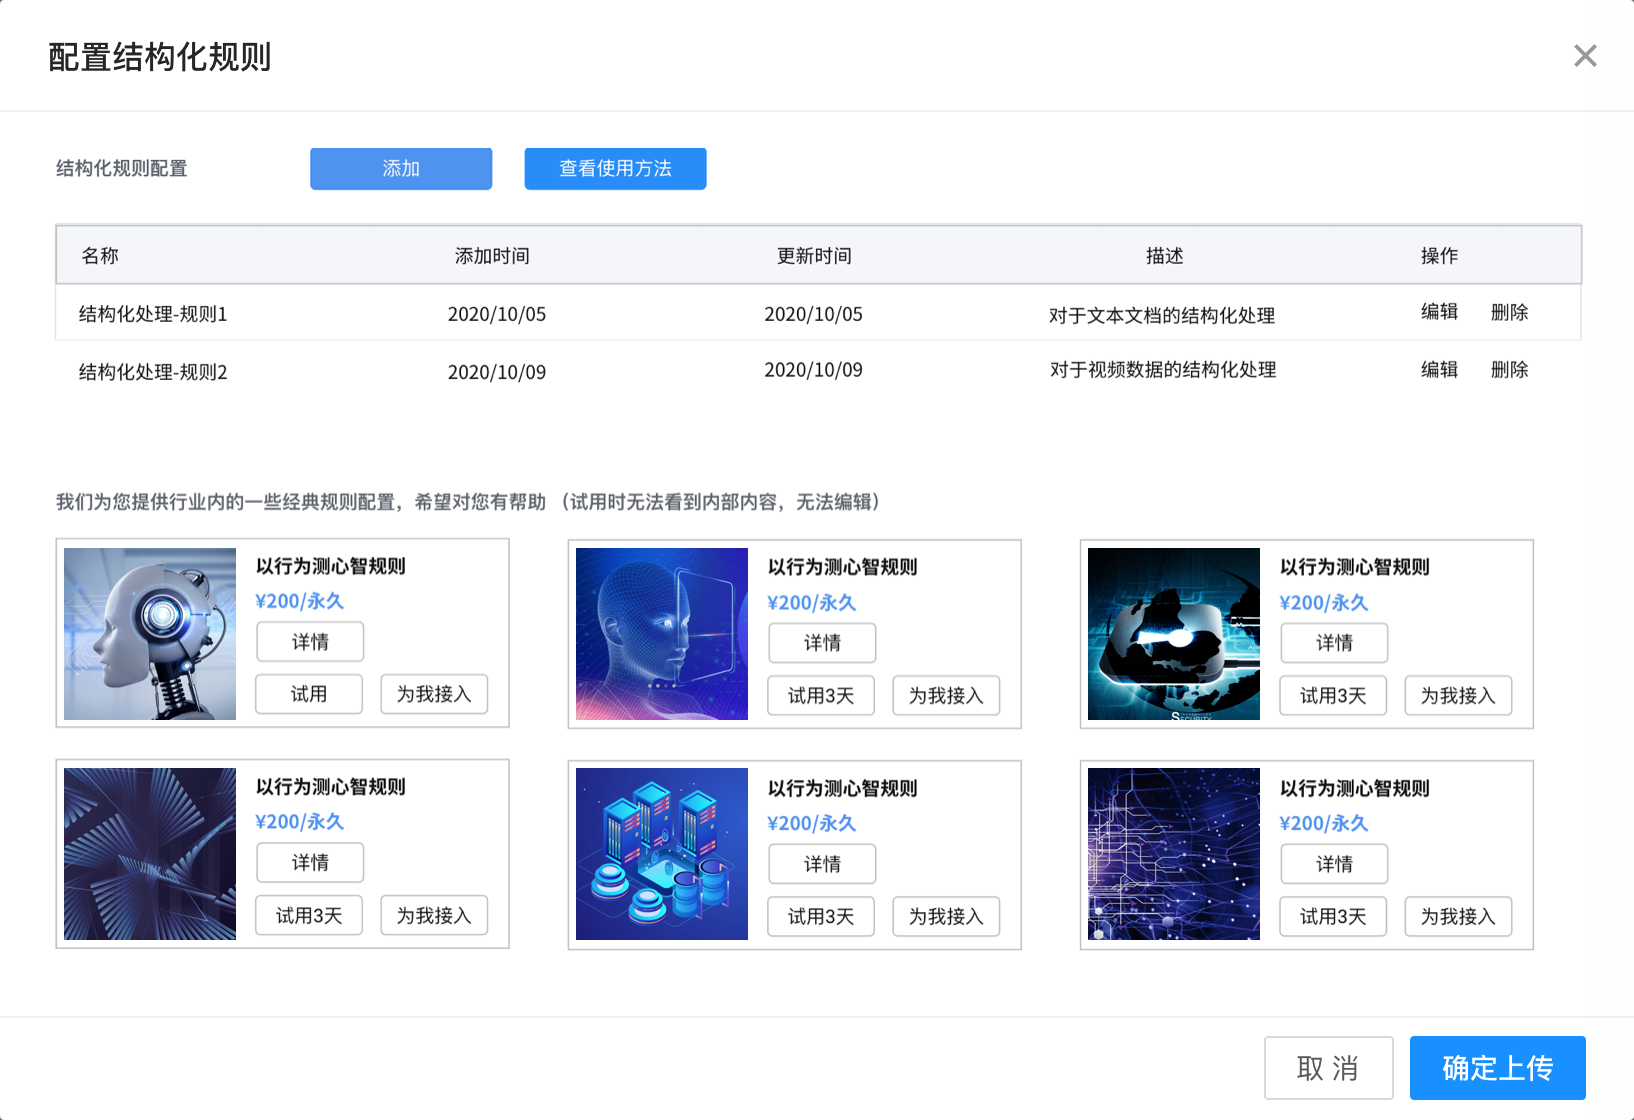 配置结构化规则
结构化规则配置 添加 查看使用方法
名称 添加时间 更新时间 描述 操作
结构化处理-规则1 2020/10/05 2020/10/05 对于文本文档的结构化处理 编辑 删除
结构化处理-规则2 2020/10/09 2020/10/09 对于视频数据的结构化处理 编辑 删除
我们为您提供行业内的一些经典规则配置，希望对您有帮助 （试用时无法看到内部内容，无法编辑）
以行为测心智规则
¥200/永久
详情
试用 为我接入
以行为测心智规则
¥200/永久
详情
试用3天 为我接入
SECURITY
以行为测心智规则
¥200/永久
详情
试用3天 为我接入
以行为测心智规则
¥200/永久
详情
试用3天 为我接入
以行为测心智规则
¥200/永久
详情
试用3天 为我接入
以行为测心智规则
¥200/永久
详情
试用3天 为我接入
取 消 确定上传